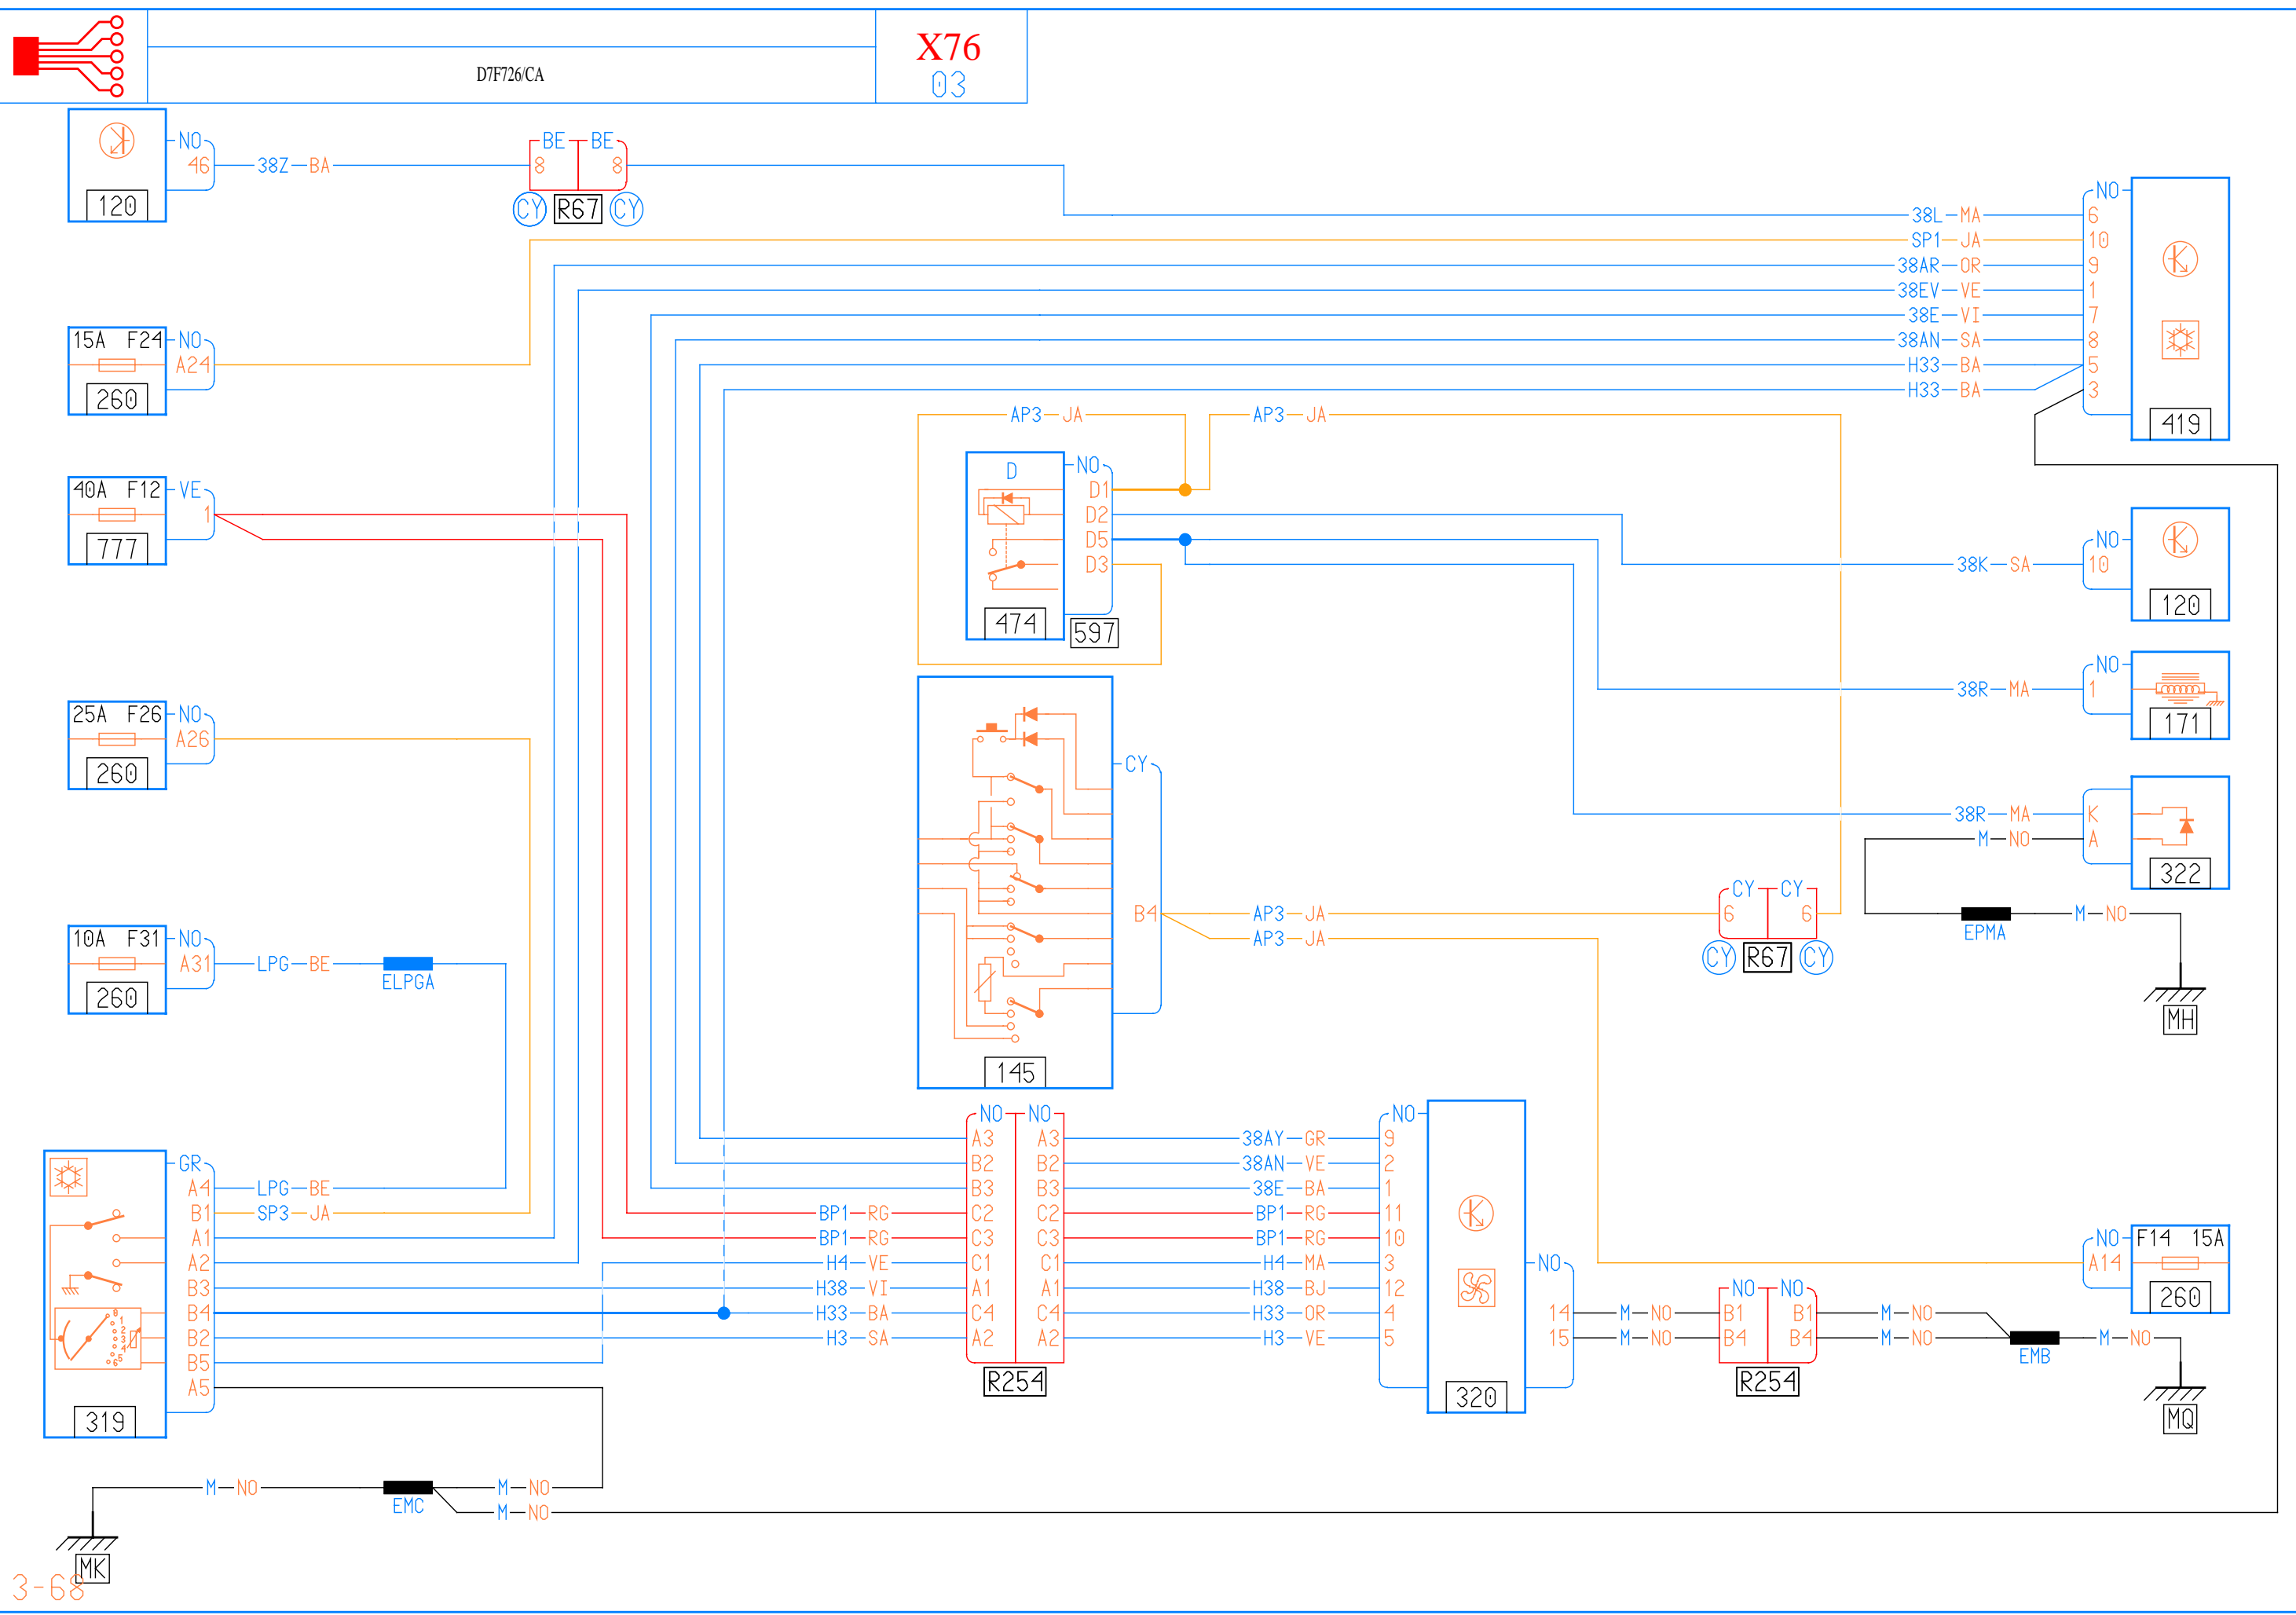 X76
D7F726/CA
03
NO
46 38Z BA
120
BE BE
8 8
CY R67 CY
NO
38L MA 6
SP1 JA 10
38AR OR 9
38EV VE 1
38E VI 7
38AN SA 8
H33 BA 5
H33 BA 3
419
15A F24 NO
A24
260
AP3 JA AP3 JA
40A F12 VE
1
777
D NO
D1
D2
D5
D3
474 597
NO
38K SA 10
120
NO
38R MA 1
171
25A F26 NO
A26
260
CY
B4 AP3 JA
AP3 JA
145
38R MA K
M NO A
322
CY CY
6 6
CY R67 CY
EPMA M NO
MH
10A F31 NO
A31 LPG BE
ELPGA
260
GR
A4 LPG BE
B1 SP3 JA
A1
A2
B3
B4
B2
B5
A5
0
1
2
3
4
5
6
319
NO NO NO
A3 A3 38AY GR 9
B2 B2 38AN VE 2
B3 B3 38E BA 1
BP1 RG C2 C2 BP1 RG 11
BP1 RG C3 C3 BP1 RG 10
H4 VE C1 C1 H4 MA 3
H38 VI A1 A1 H38 BJ 12
H33 BA C4 C4 H33 OR 4
H3 SA A2 A2 H3 VE 5
R254
320
NO
14 M NO
15 M NO
NO NO
B1 B1 M NO
B4 B4 M NO
R254
EMB M NO
MQ
NO F14 15A
A14
260
M NO EMC M NO
M NO
MK
3-68